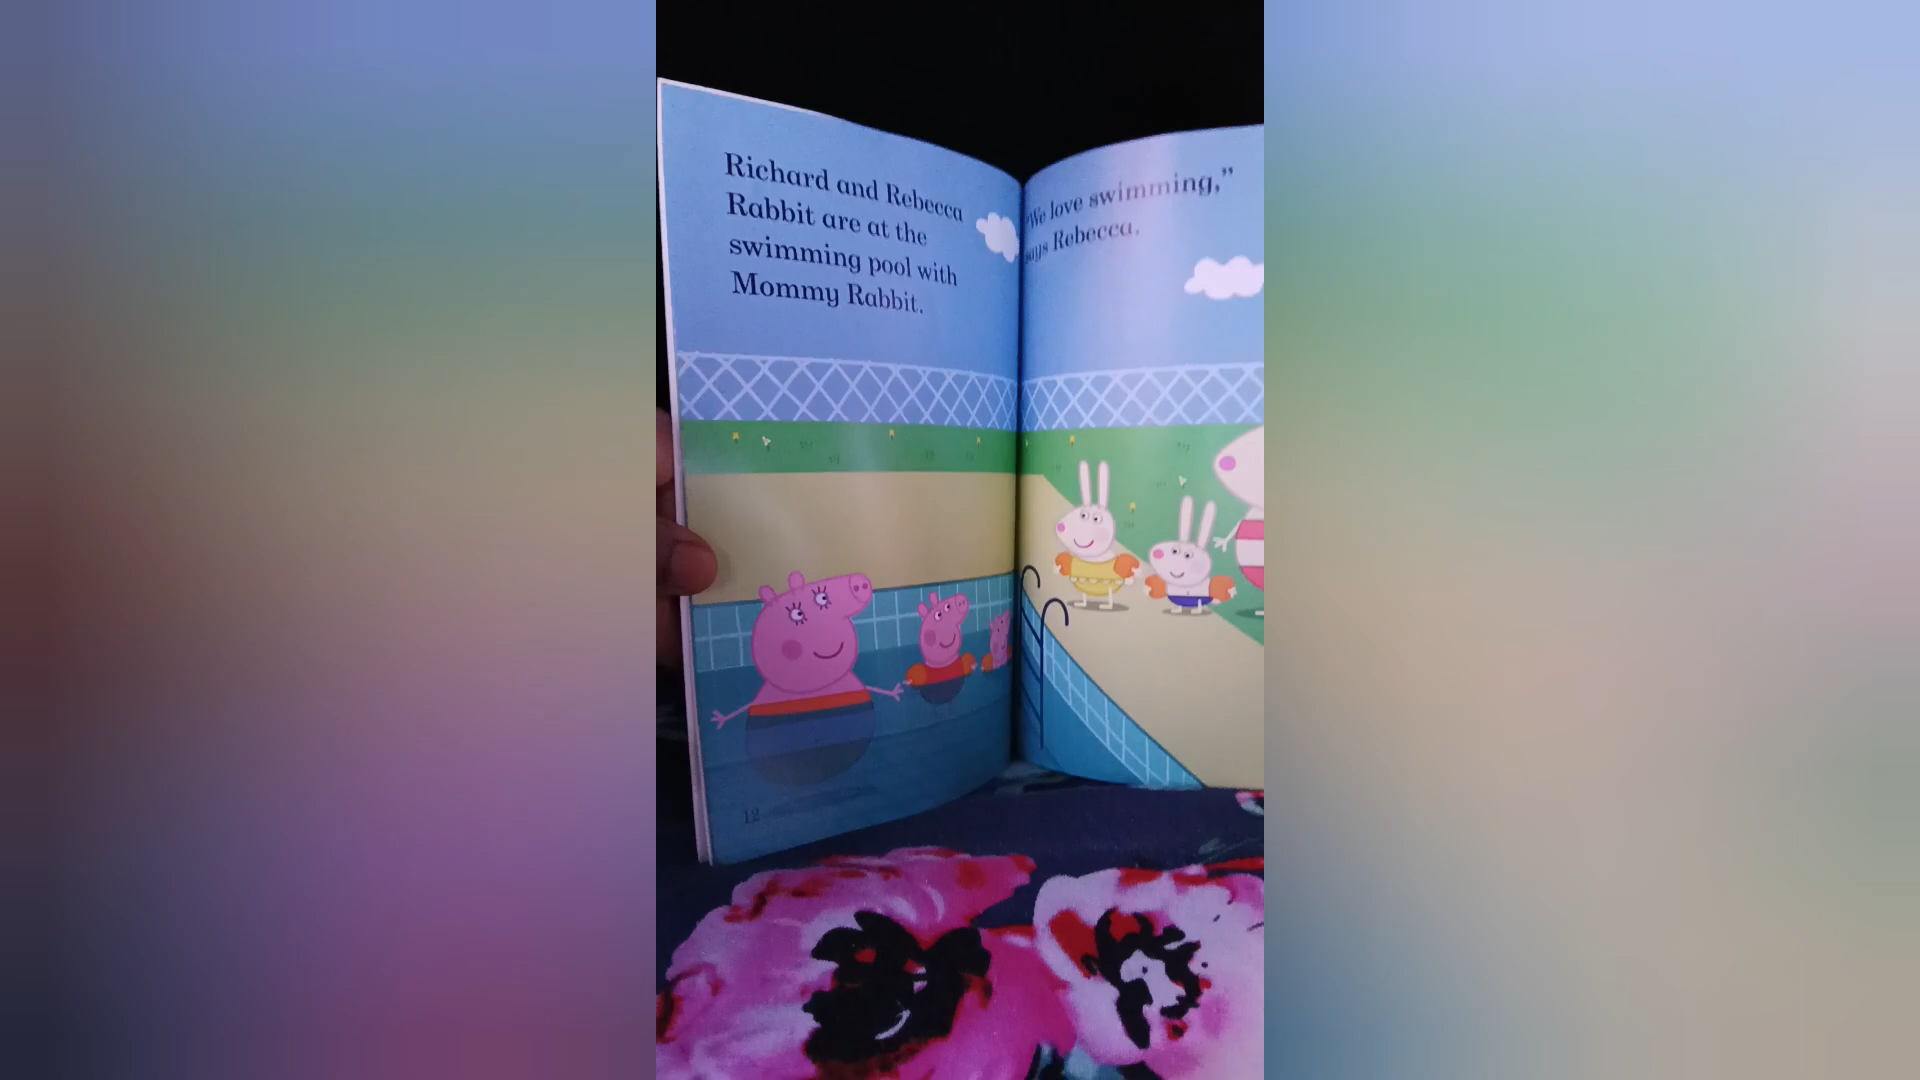 Richard and Rebecca
Rabbit are at the
swimming pool with
Mommy Rabbit.
12
"We love swimming,"
says Rebecca.